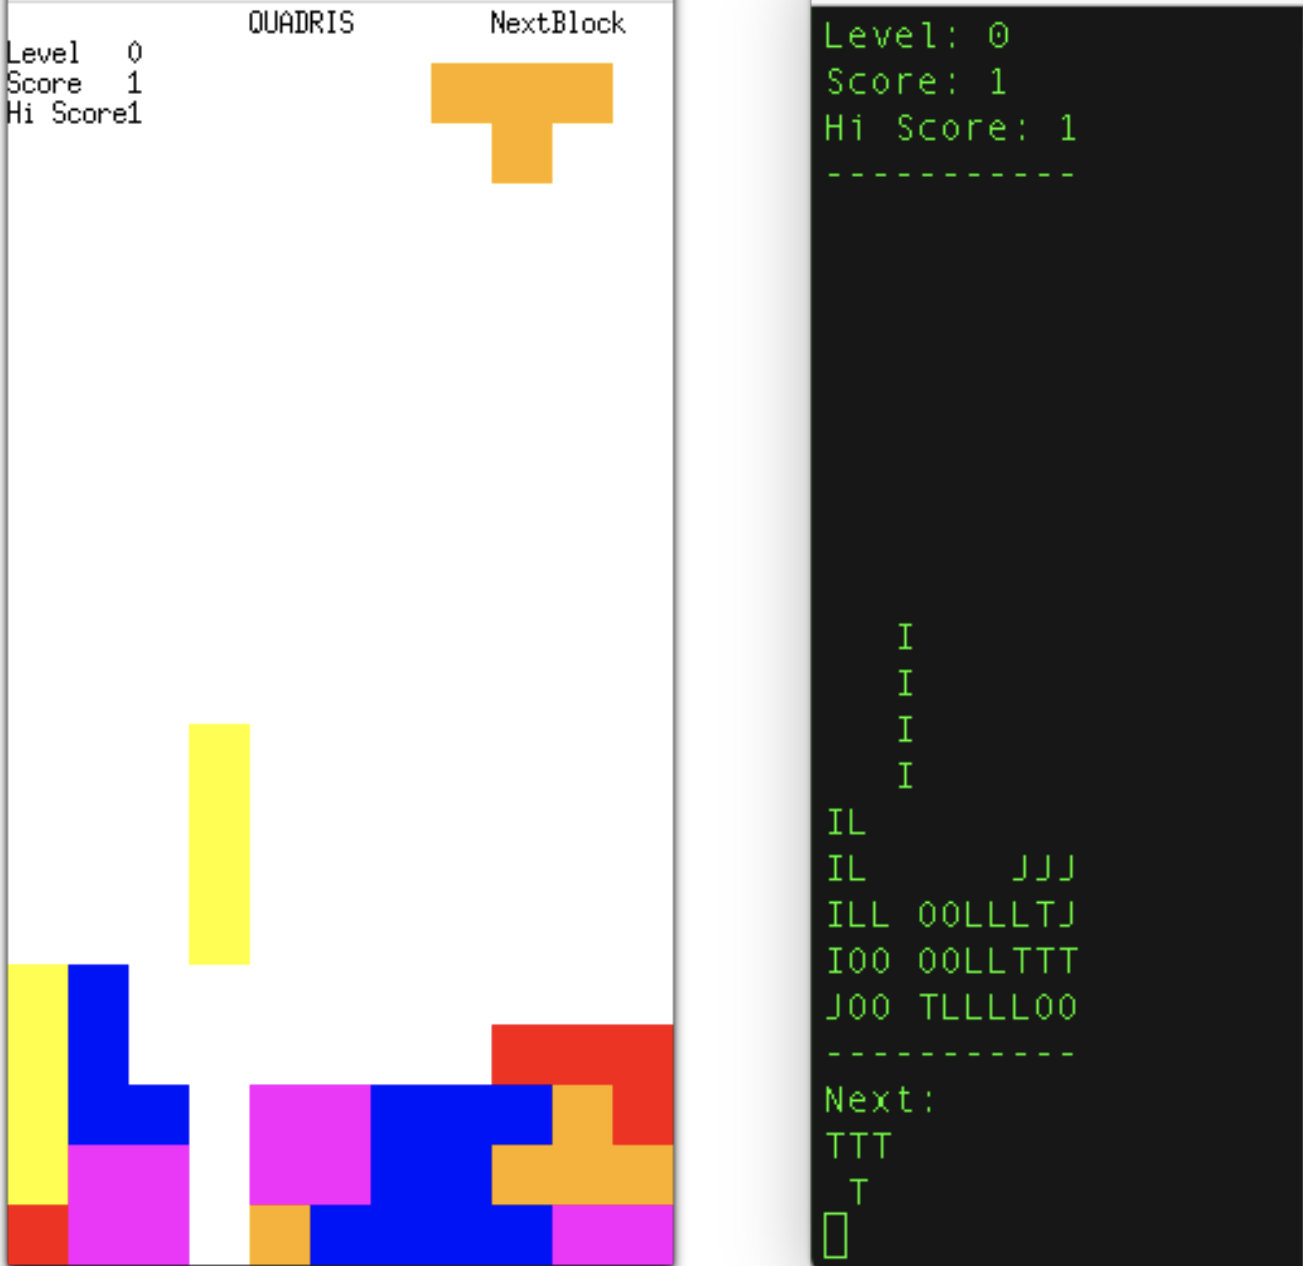 QUADRIS NextBlock
Level 0
Score 1
Hi Score1
Level: 0
Score: 1
Hi Score: 1
-----------
   I
   I
   I
   I
IL
IL      JJJ
ILL OOLLLTJ
IOO OOLLTTT
JOO TLLLLOO
-----------
Next:
TTT
 T